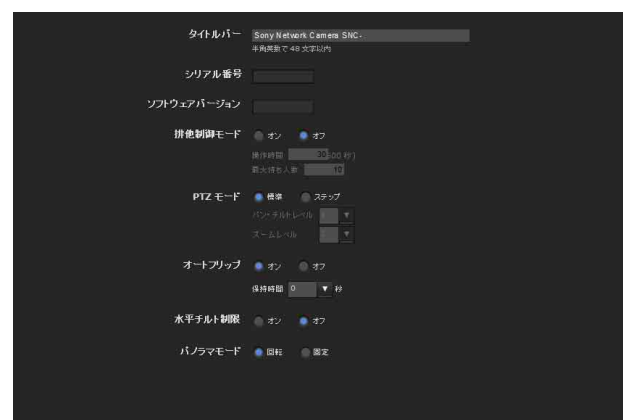 タイトルバー Sony Network Camera SNC-
半角英数で 48 文字以内
シリアル番号
ソフトウェアバージョン
排他制御モード オン オフ
操作時間 30 600 秒)
最大待ち人数 10
PTZ モード 標準 ステップ
パン・チルトレベル
ズームレベル
オートフリップ オン オフ
保持時間 0 ▼ 秒
水平チルト制限 オン オフ
パノラマモード 回転 固定